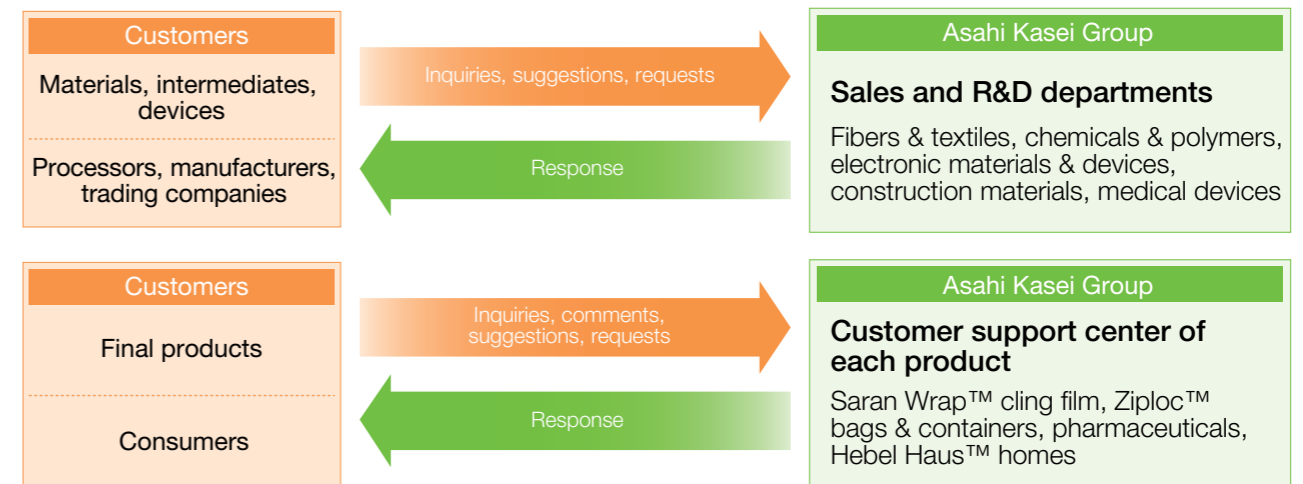 Customers
Materials, intermediates,
devices
Processors, manufacturers,
trading companies
Inquiries, suggestions, requests
Response
Asahi Kasei Group
Sales and R&D departments
Fibers & textiles, chemicals & polymers,
electronic materials & devices,
construction materials, medical devices
Customers
Final products
Consumers
Inquiries, comments,
suggestions, requests
Response
Asahi Kasei Group
Customer support center of
each product
Saran Wrap™ cling film, Ziploc™
bags & containers, pharmaceuticals,
Hebel Haus™ homes